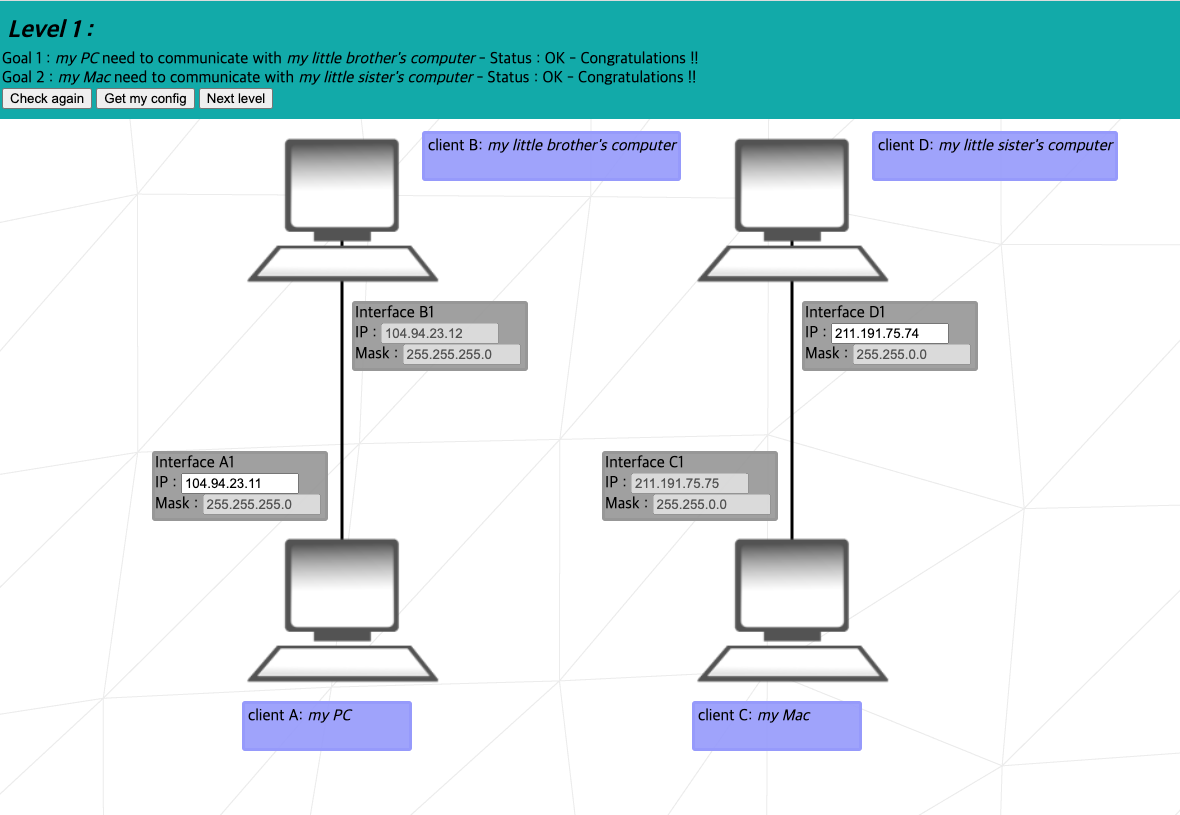 Level 1 :
Goal 1 : my PC need to communicate with my little brother's computer - Status : OK - Congratulations !!
Goal 2 : my Mac need to communicate with my little sister's computer - Status : OK - Congratulations !!
Check again Get my config Next level
client B: my little brother's computer
client D: my little sister's computer
Interface B1
IP : 104.94.23.12
Mask : 255.255.255.0
Interface D1
IP : 211.191.75.74
Mask : 255.255.0.0
Interface A1
IP : 104.94.23.11
Mask : 255.255.255.0
Interface C1
IP : 211.191.75.75
Mask : 255.255.0.0
client A: my PC
client C: my Mac